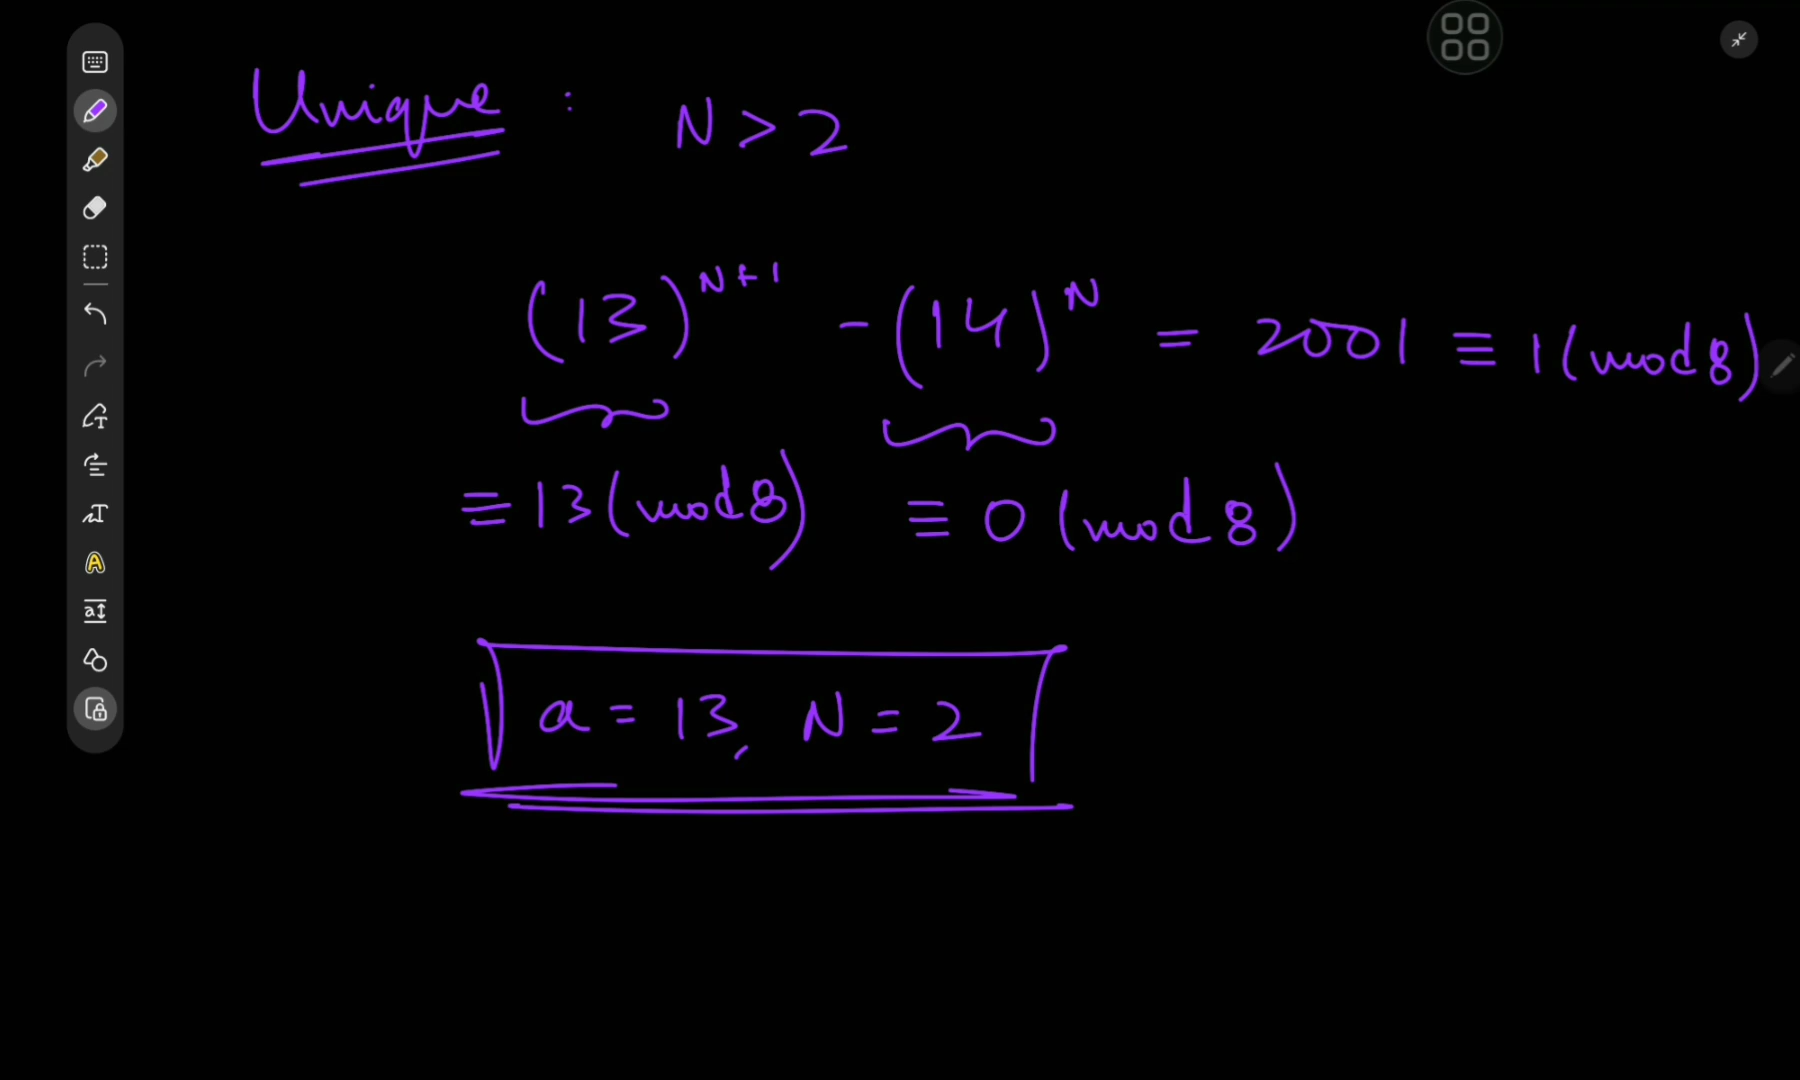 Unique : N > 2
(13)^{N+1} - (14)^N = 2001 ≡ 1 (mod 8)
≡ 13 (mod 8) ≡ 0 (mod 8)
a = 13, N = 2